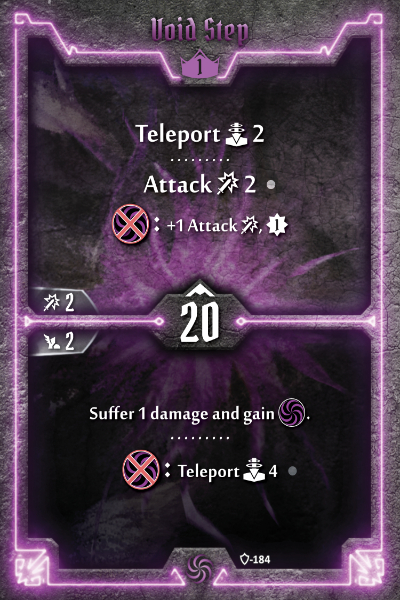 Void Step
1
Teleport 2
Attack 2
: +1 Attack ,
2
20
2
Suffer 1 damage and gain .
: Teleport 4
-184